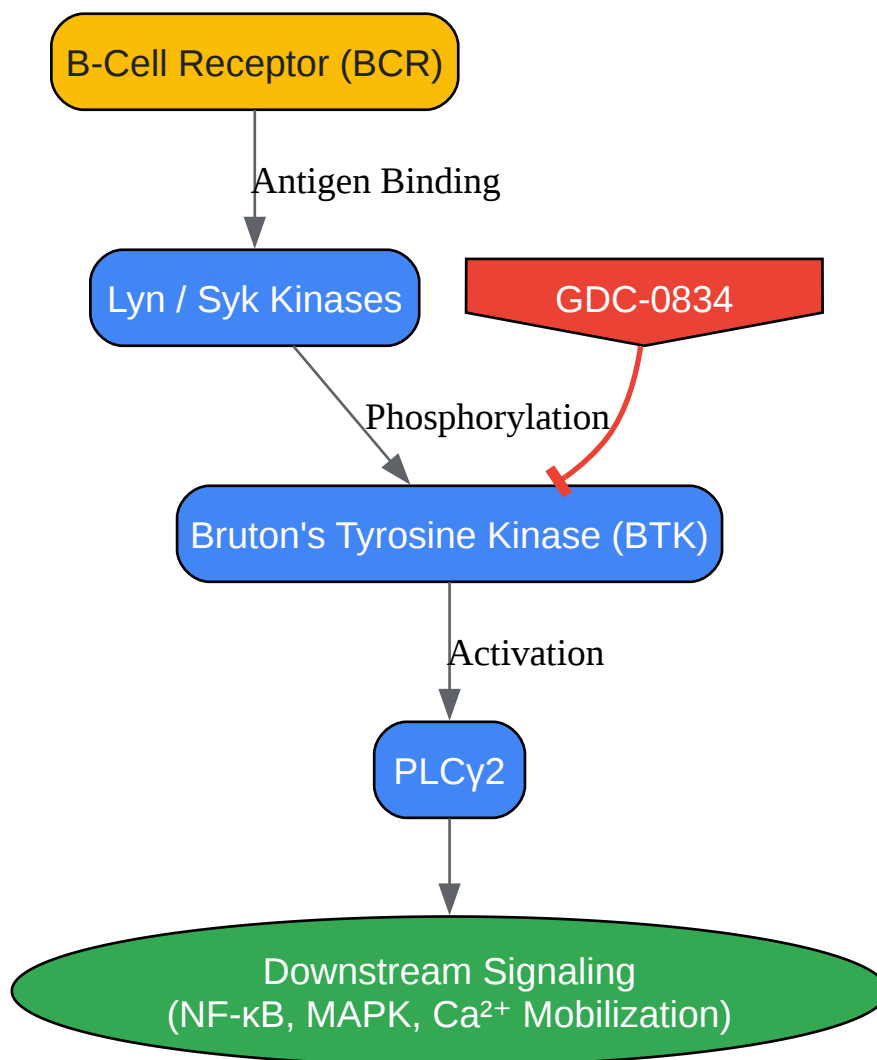 B-Cell Receptor (BCR)
Antigen Binding
Lyn / Syk Kinases
GDC-0834
Phosphorylation
Bruton's Tyrosine Kinase (BTK)
Activation
PLCγ2
Downstream Signaling
(NF-κB, MAPK, Ca²⁺ Mobilization)